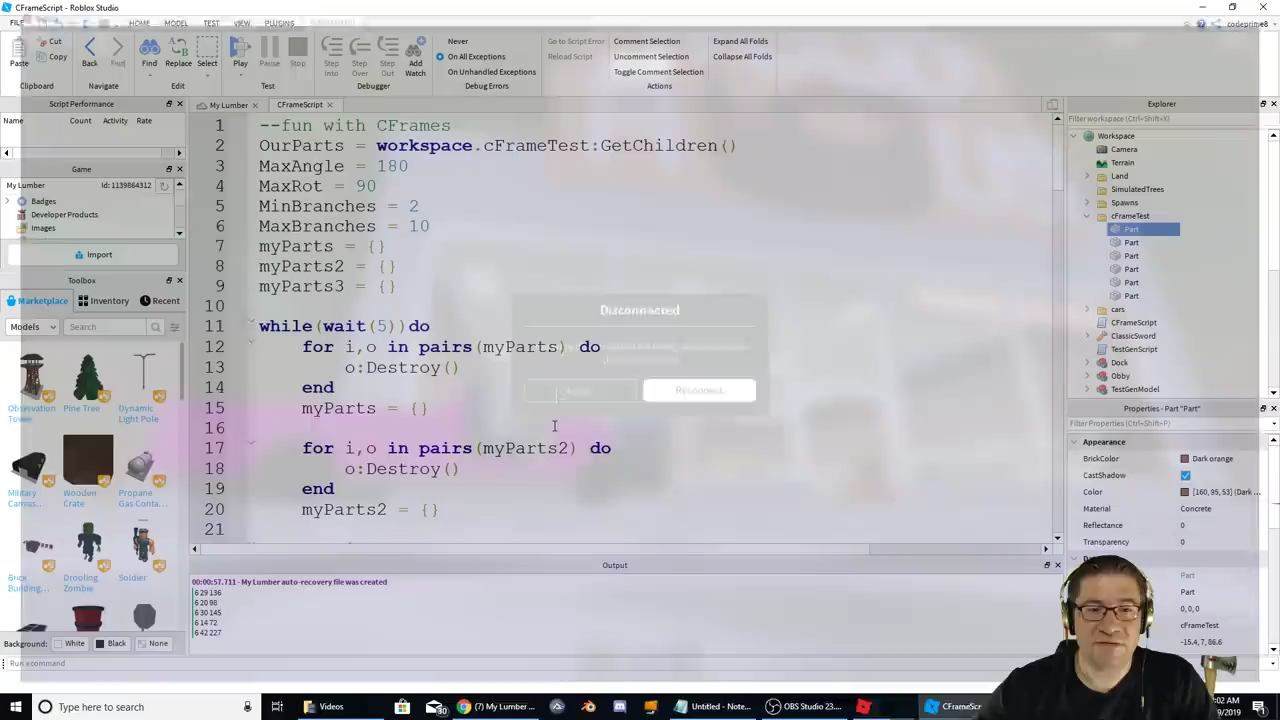 CFrameScript - Roblox Studio
FILE HOME MODEL TEST VIEW PLUGINS
codeprime8
Cut
Copy
Paste
Back
Find
Replace
Select
Play
Pause
Stop
Step Into
Step Over
Step Out
Add Watch
Never
On All Exceptions
On Unhandled Exceptions
Go to Script Error
Reload Script
Comment Selection
Uncomment Selection
Toggle Comment Selection
Expand All Folds
Collapse All Folds
Clipboard
Navigate
Edit
Test
Debugger
Debug Errors
Actions
Script Performance
Name Count Activity Rate
Game
My Lumber Id: 1139864312
Badges
Developer Products
Images
Import
Toolbox
Marketplace Inventory Recent
Models Search
Observation Tower
Pine Tree
Dynamic Light Pole
Military Canvas...
Wooden Crate
Propane Gas Conta...
Brick Building...
Drooling Zombie
Soldier
Background: White Black None
Run a command
My Lumber
CFrameScript
1 --fun with CFrames
2 OurParts = workspace.cFrameTest:GetChildren()
3 MaxAngle = 180
4 MaxRot = 90
5 MinBranches = 2
6 MaxBranches = 10
7 myParts = {}
8 myParts2 = {}
9 myParts3 = {}
10
11 while(wait(5))do
12 for i,o in pairs(myParts) do
13 o:Destroy()
14 end
15 myParts = {}
16
17 for i,o in pairs(myParts2) do
18 o:Destroy()
19 end
20 myParts2 = {}
21
Disconnected
Reconnect
Output
00:00:57.711 - My Lumber auto-recovery file was created
6 29 136
6 20 98
6 30 145
6 14 72
6 42 227
Explorer
Filter workspace (Ctrl+Shift+X)
Workspace
Camera
Terrain
Land
SimulatedTrees
Spawns
cFrameTest
Part
Part
Part
Part
Part
Part
cars
CFrameScript
ClassicSword
TestGenScript
Dock
Obby
TestGenModel
Properties - Part "Part"
Filter Properties (Ctrl+Shift+P)
Appearance
BrickColor Dark orange
CastShadow
Color [160, 95, 53] (Dark ...
Material Concrete
Reflectance 0
Transparency 0
Part
Part
0, 0, 0
cFrameTest
-15.4, 7, 86.6
Type here to search
Videos
30
My Lumber ...
Untitled - Note...
OBS Studio 23....
CFrameSc
:02 AM
/9/2019